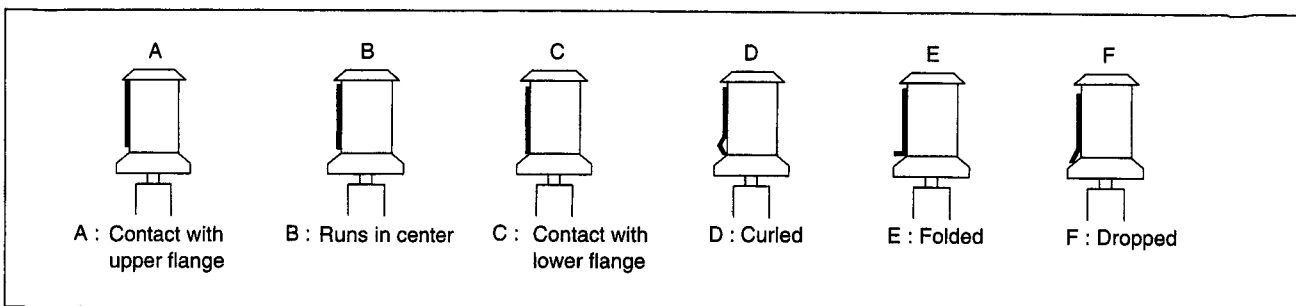 A B C D E F
A : Contact with upper flange
B : Runs in center
C : Contact with lower flange
D : Curled
E : Folded
F : Dropped